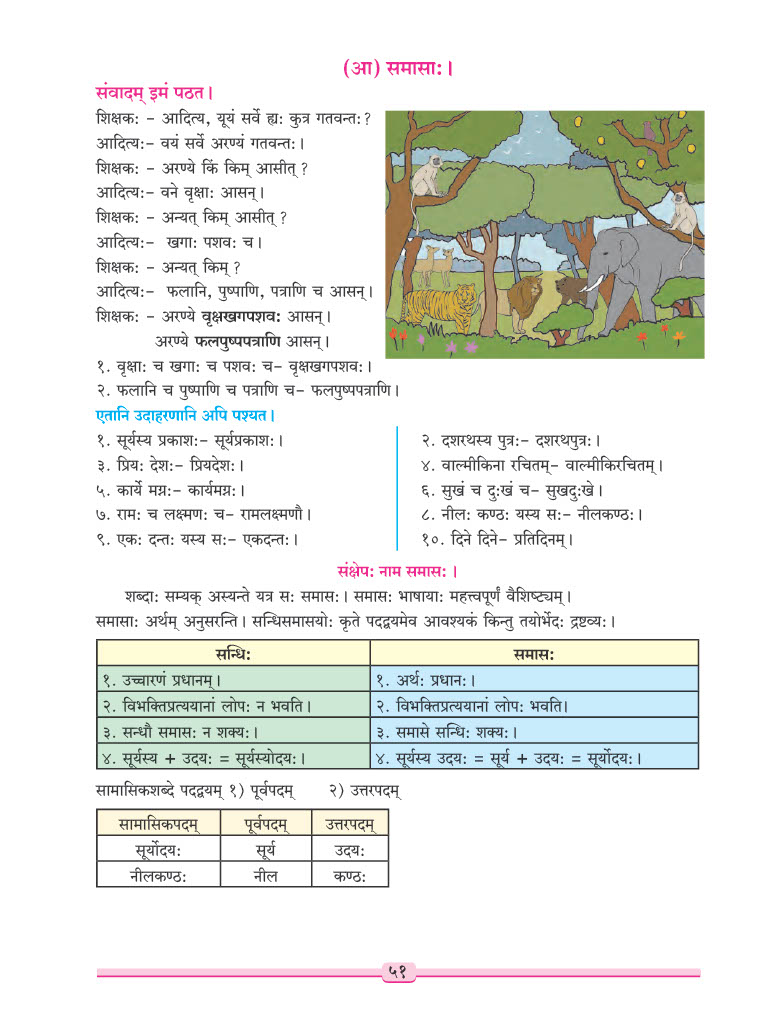 (आ) समासाः।
संवादम् इमं पठत।
शिक्षकः - आदित्य, यूयं सर्वे ह्यः कुत्र गतवन्तः?
आदित्यः- वयं सर्वे अरण्यं गतवन्तः।
शिक्षकः - अरण्ये किं किम् आसीत् ?
आदित्यः- वने वृक्षाः आसन्।
शिक्षकः - अन्यत् किम् आसीत् ?
आदित्यः- खगाः पशवः च।
शिक्षकः - अन्यत् किम् ?
आदित्यः- फलानि, पुष्पाणि, पत्राणि च आसन्।
शिक्षकः - अरण्ये वृक्षखगपशवः आसन्।
अरण्ये फलपुष्पपत्राणि आसन्।
१. वृक्षाः च खगाः च पशवः च- वृक्षखगपशवः।
२. फलानि च पुष्पाणि च पत्राणि च- फलपुष्पपत्राणि।
एतानि उदाहरणानि अपि पश्यत।
१. सूर्यस्य प्रकाशः- सूर्यप्रकाशः। २. दशरथस्य पुत्रः- दशरथपुत्रः।
३. प्रियः देशः- प्रियदेशः। ४. वाल्मीकिना रचितम्- वाल्मीकिरचितम्।
५. कार्ये मग्नः- कार्यमग्नः। ६. सुखं च दुःखं च- सुखदुःखे।
७. रामः च लक्ष्मणः च- रामलक्ष्मणौ। ८. नीलः कण्ठः यस्य सः- नीलकण्ठः।
९. एकः दन्तः यस्य सः- एकदन्तः। १०. दिने दिने- प्रतिदिनम्।
संक्षेपः नाम समासः।
शब्दाः सम्यक् अस्यन्ते यत्र सः समासः। समासः भाषायाः महत्त्वपूर्णं वैशिष्ट्यम्।
समासाः अर्थम् अनुसरन्ति। सन्धिसमासयोः कृते पदद्वयमेव आवश्यकं किन्तु तयोर्भेदः द्रष्टव्यः।
सन्धिः समासः
१. उच्चारणं प्रधानम्। १. अर्थः प्रधानः।
२. विभक्तिप्रत्ययानां लोपः न भवति। २. विभक्तिप्रत्ययानां लोपः भवति।
३. सन्धौ समासः न शक्यः। ३. समासे सन्धिः शक्यः।
४. सूर्यस्य + उदयः = सूर्यस्योदयः। ४. सूर्यस्य उदयः = सूर्य + उदयः = सूर्योदयः।
सामासिकशब्दे पदद्वयम् १) पूर्वपदम् २) उत्तरपदम्
सामासिकपदम् पूर्वपदम् उत्तरपदम्
सूर्योदयः सूर्य उदयः
नीलकण्ठः नील कण्ठः
५१